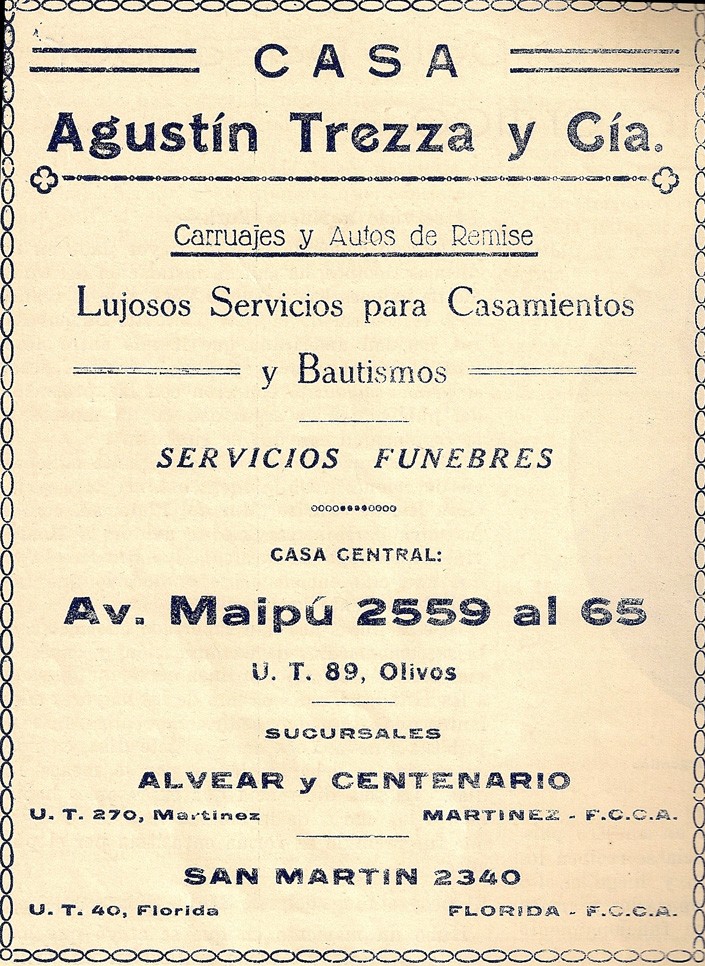 CASA
Agustín Trezza y Cía.
Carruajes y Autos de Remise
Lujosos Servicios para Casamientos
y Bautismos
SERVICIOS FUNEBRES
CASA CENTRAL:
Av. Maipú 2559 al 65
U. T. 89, Olivos
SUCURSALES
ALVEAR y CENTENARIO
U. T. 270, Martínez MARTINEZ - F.C.C.A.
SAN MARTIN 2340
U. T. 40, Florida FLORIDA - F.C.C.A.